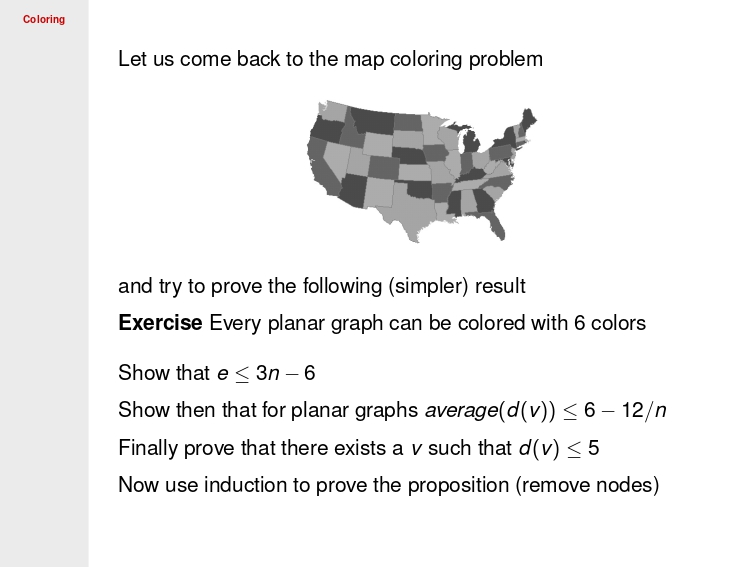 Coloring
Let us come back to the map coloring problem
and try to prove the following (simpler) result
Exercise Every planar graph can be colored with 6 colors
Show that e ≤ 3n − 6
Show then that for planar graphs average(d(v)) ≤ 6 − 12/n
Finally prove that there exists a v such that d(v) ≤ 5
Now use induction to prove the proposition (remove nodes)